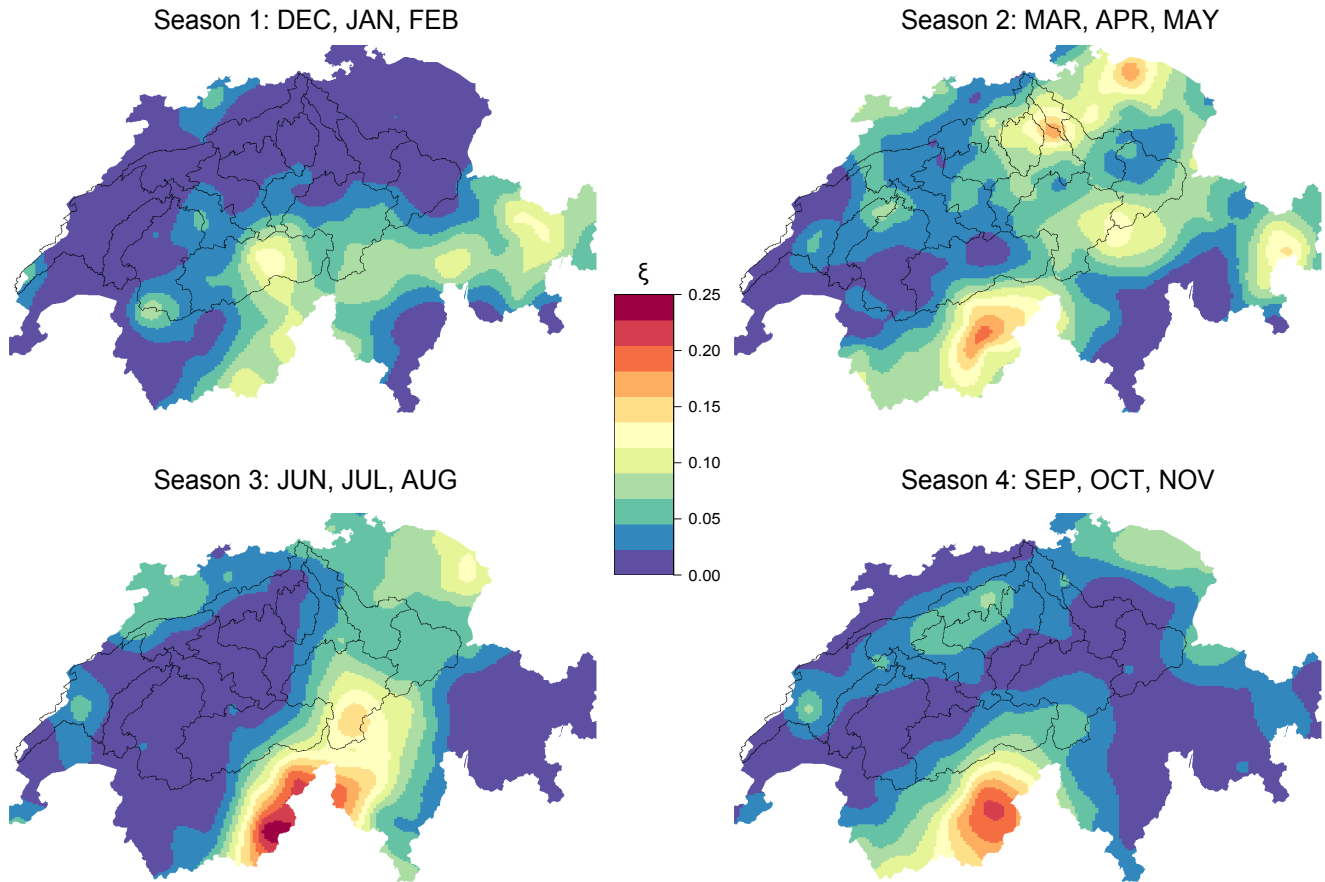 Season 1: DEC, JAN, FEB
Season 2: MAR, APR, MAY
ξ
0.25
0.20
0.15
0.10
0.05
0.00
Season 3: JUN, JUL, AUG
Season 4: SEP, OCT, NOV